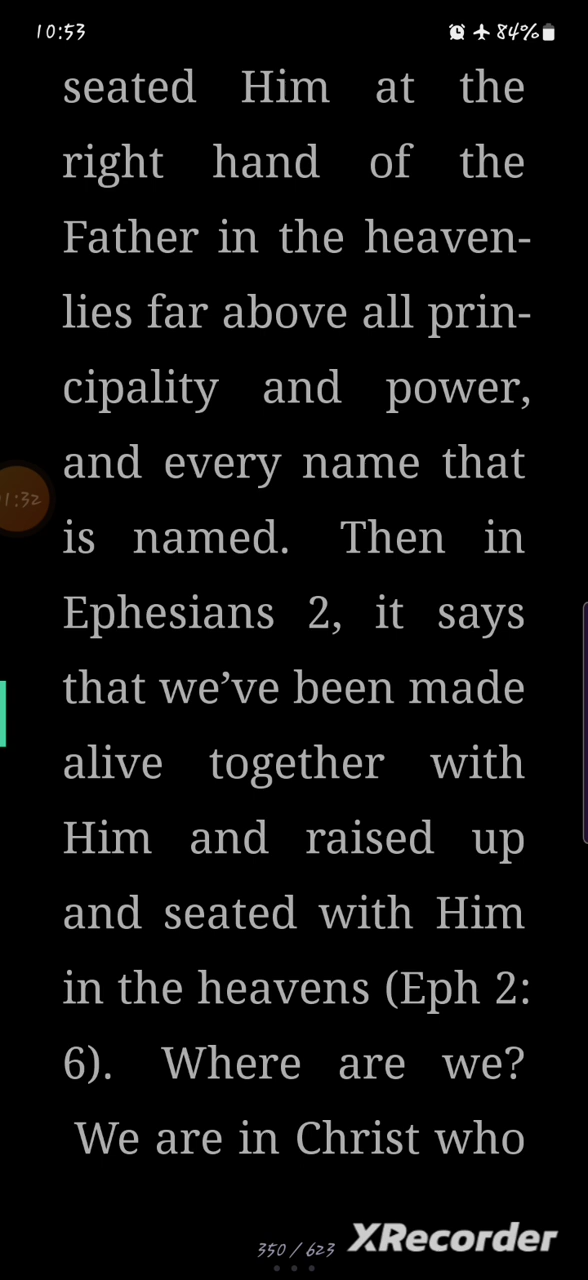 10:53
84%
seated Him at the
right hand of the
Father in the heaven-
lies far above all prin-
cipality and power,
and every name that
1:32
is named. Then in
Ephesians 2, it says
that we’ve been made
alive together with
Him and raised up
and seated with Him
in the heavens (Eph 2:
6). Where are we?
We are in Christ who
350 / 623
XRecorder